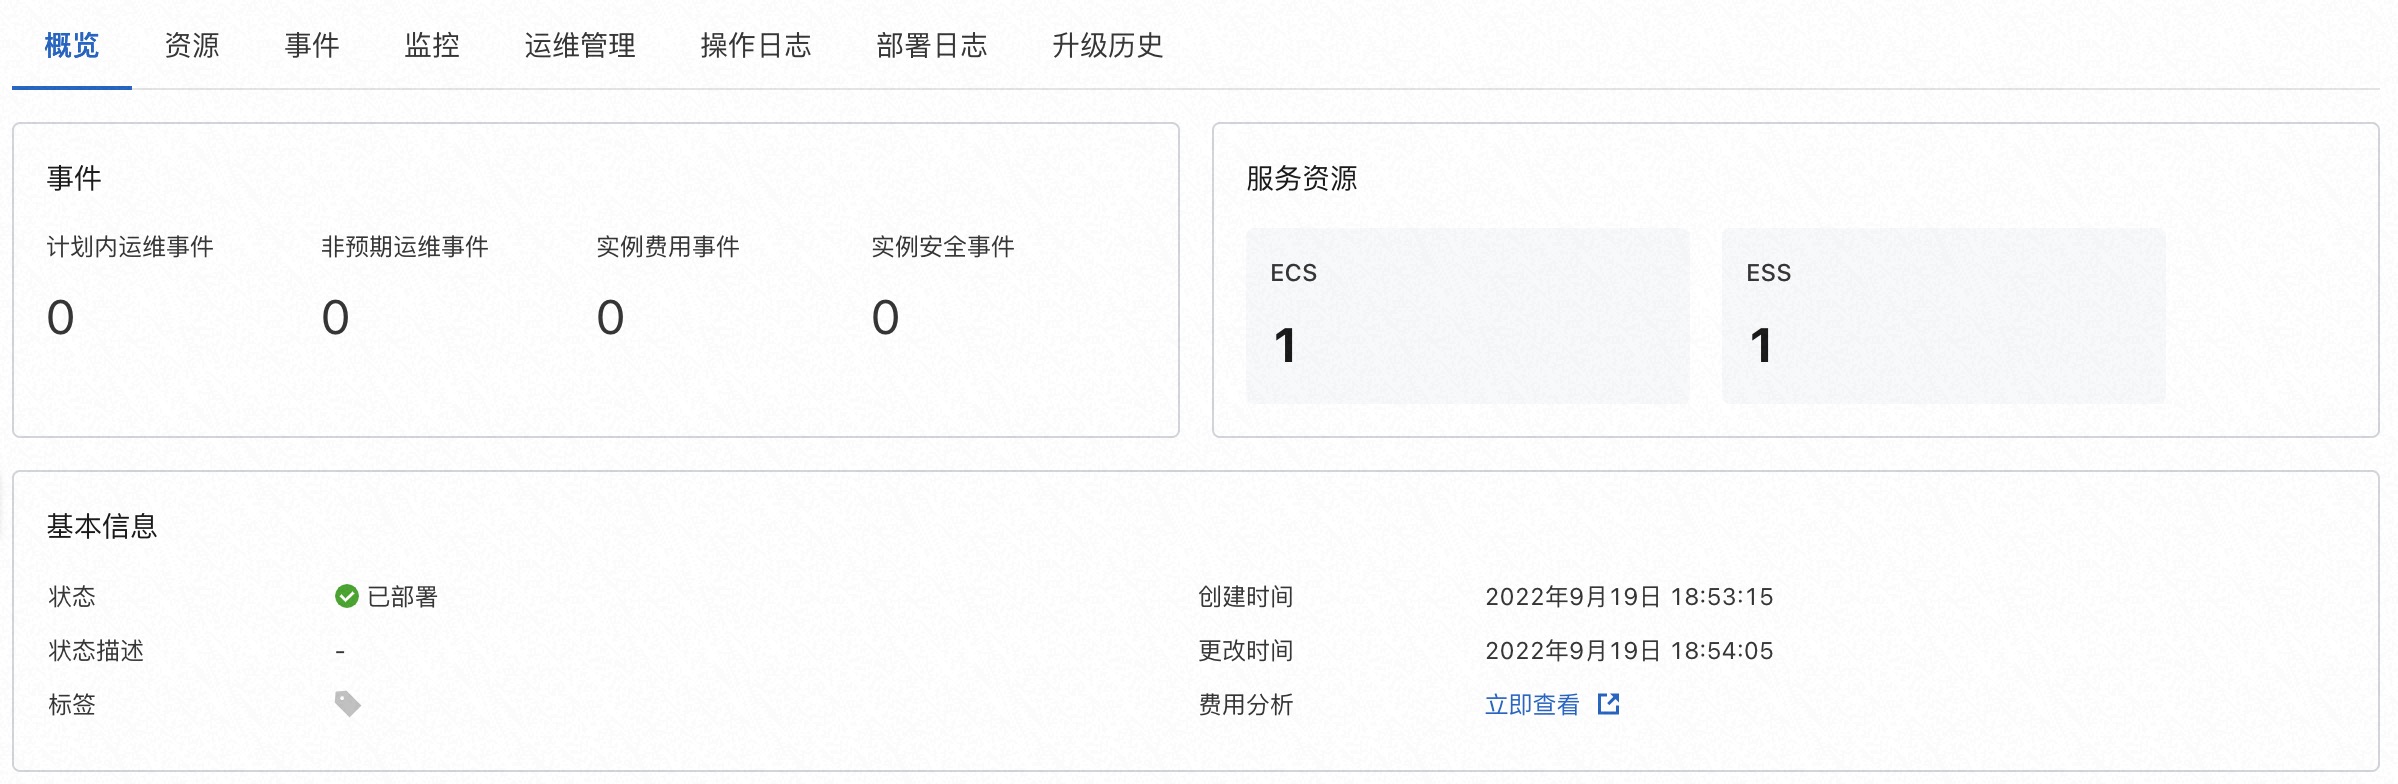 概览 资源 事件 监控 运维管理 操作日志 部署日志 升级历史
事件
计划内运维事件 非预期运维事件 实例费用事件 实例安全事件
0 0 0 0
服务资源
ECS ESS
1 1
基本信息
状态 已部署 创建时间 2022年9月19日 18:53:15
状态描述 - 更改时间 2022年9月19日 18:54:05
标签 费用分析 立即查看